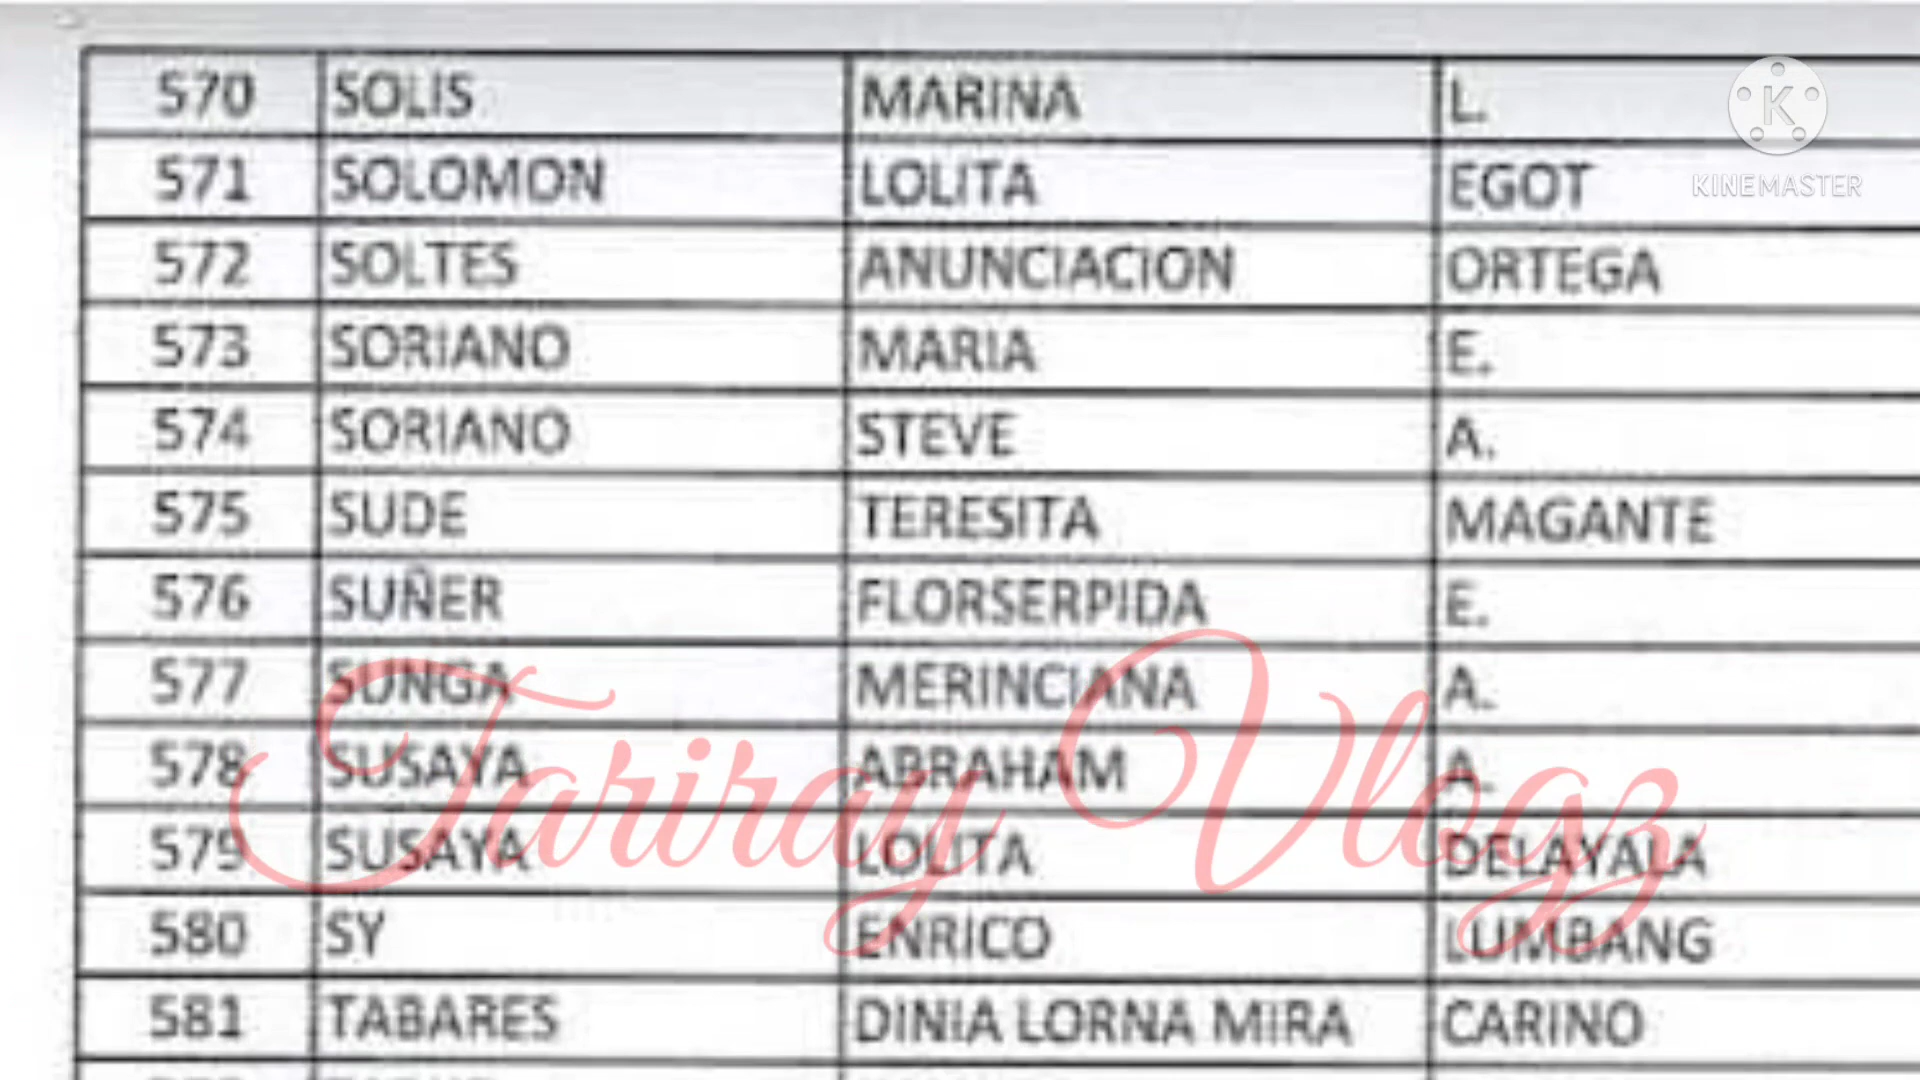 570 SOLIS MARINA L.
571 SOLOMON LOLITA EGOT
572 SOLTES ANUNCIACION ORTEGA
573 SORIANO MARIA E.
574 SORIANO STEVE A.
575 SUDE TERESITA MAGANTE
576 SUÑER FLORSERPIDA E.
577 SUNGA MERINCIANA A.
578 SUSAYA ABRAHAM A.
579 SUSAYA LOLITA DELAYALA
580 SY ENRICO LUMBANG
581 TABARES DINIA LORNA MIRA CARINO
K
KINEMASTER
Tariray Vlogz